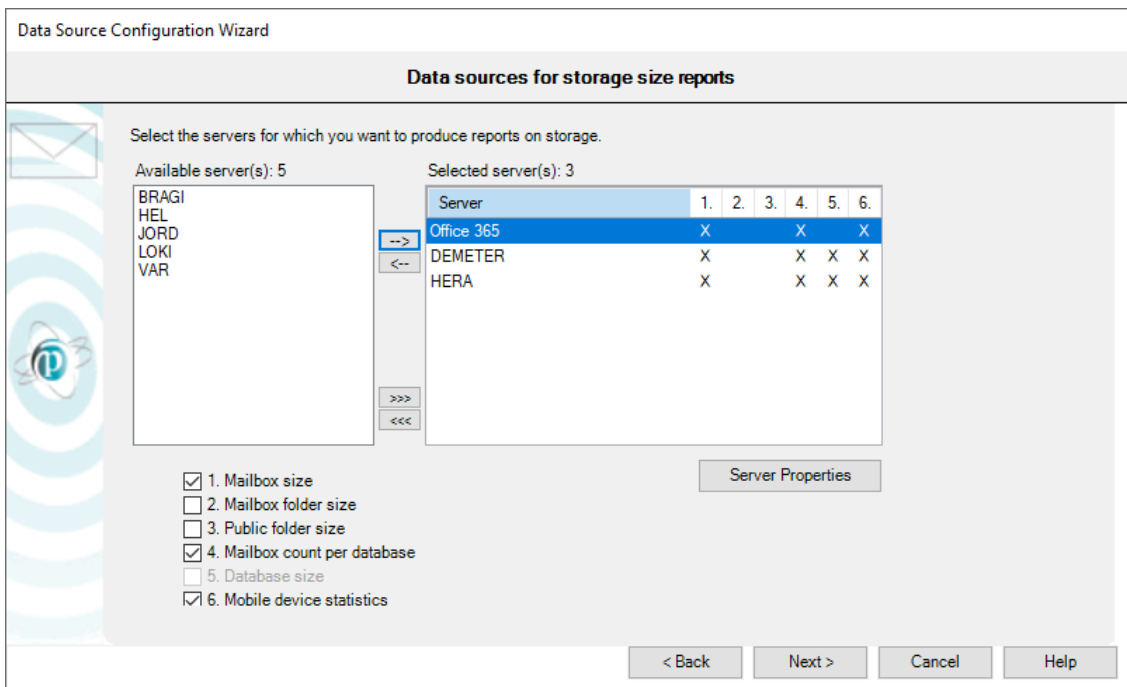 Data Source Configuration Wizard
Data sources for storage size reports
Select the servers for which you want to produce reports on storage.
Available server(s): 5
BRAGI
HEL
JORD
LOKI
VAR
-->
<--
>>>
<<<
Selected server(s): 3
Server 1. 2. 3. 4. 5. 6.
Office 365 X X X
DEMETER X X X X
HERA X X X X
1. Mailbox size
2. Mailbox folder size
3. Public folder size
4. Mailbox count per database
5. Database size
6. Mobile device statistics
Server Properties
< Back Next > Cancel Help